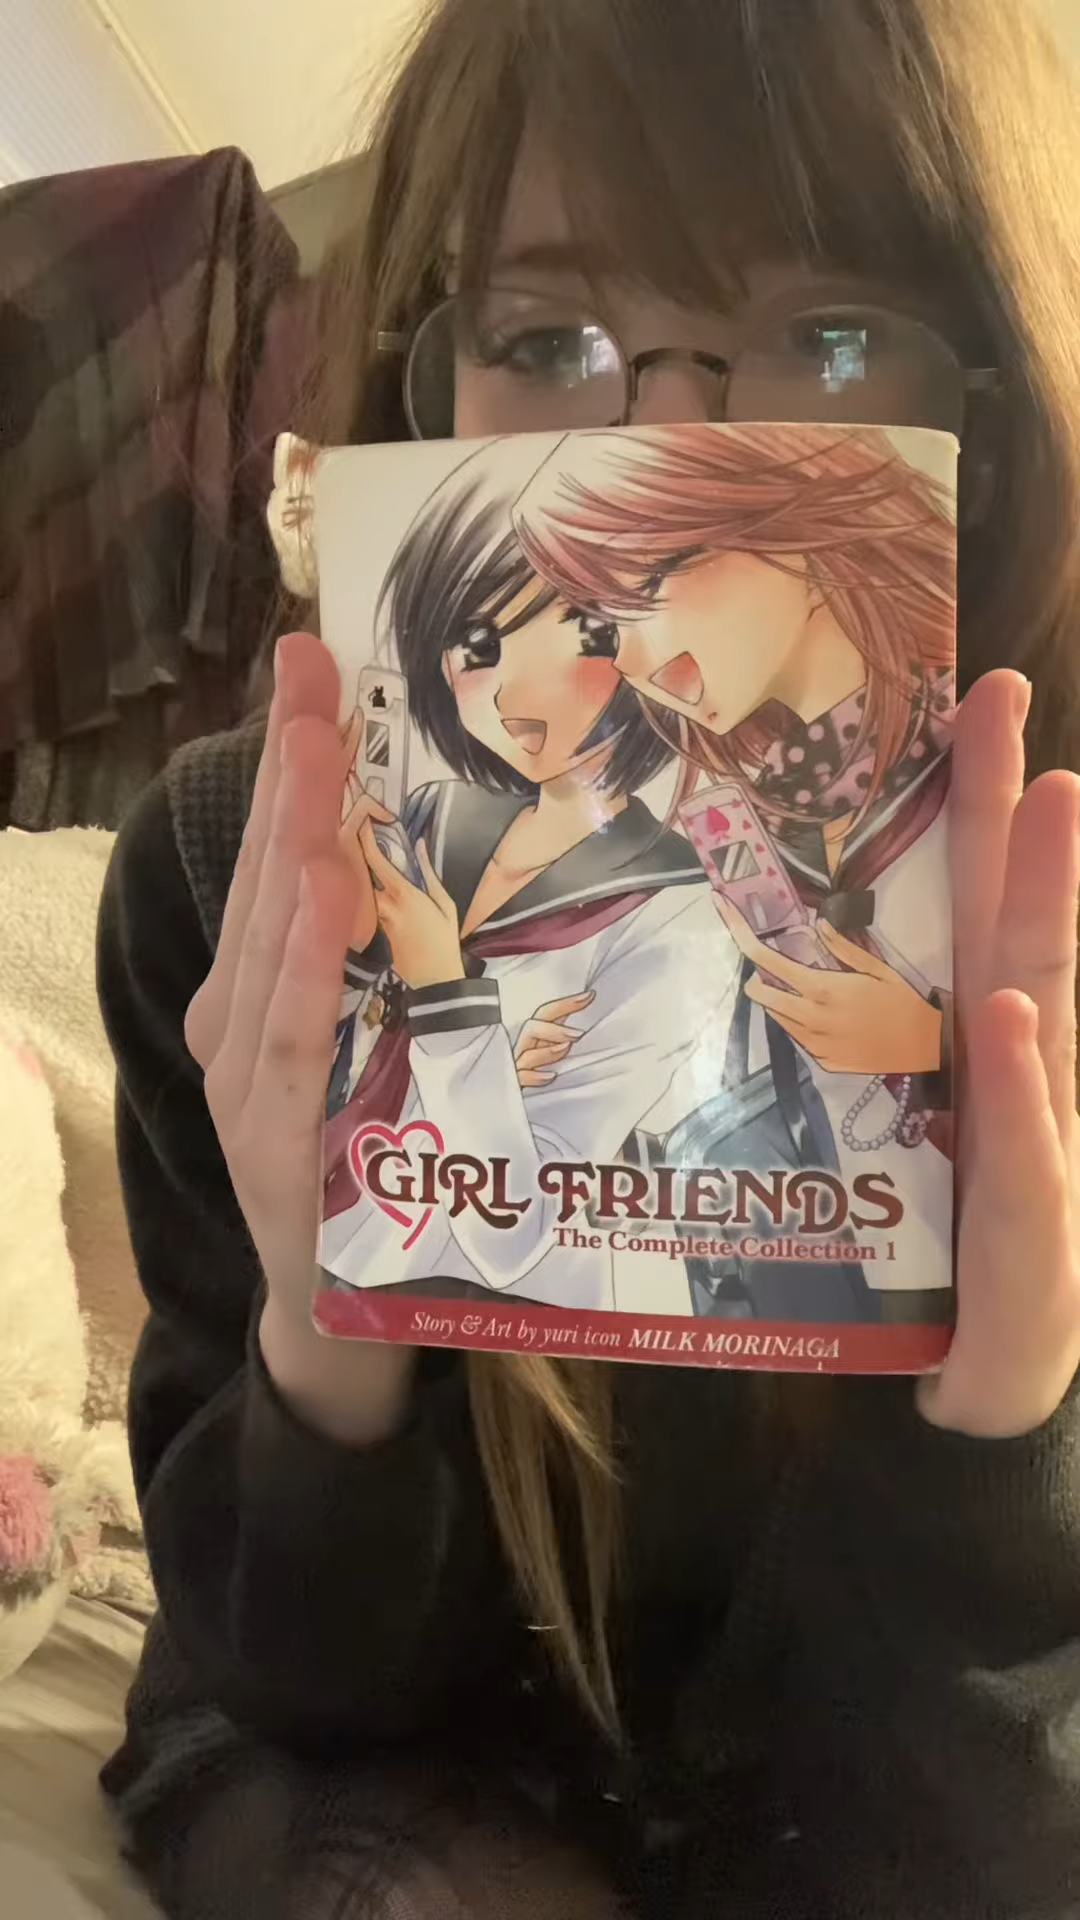 GIRL FRIENDS
The Complete Collection 1
Story & Art by yuri icon MILK MORINAGA